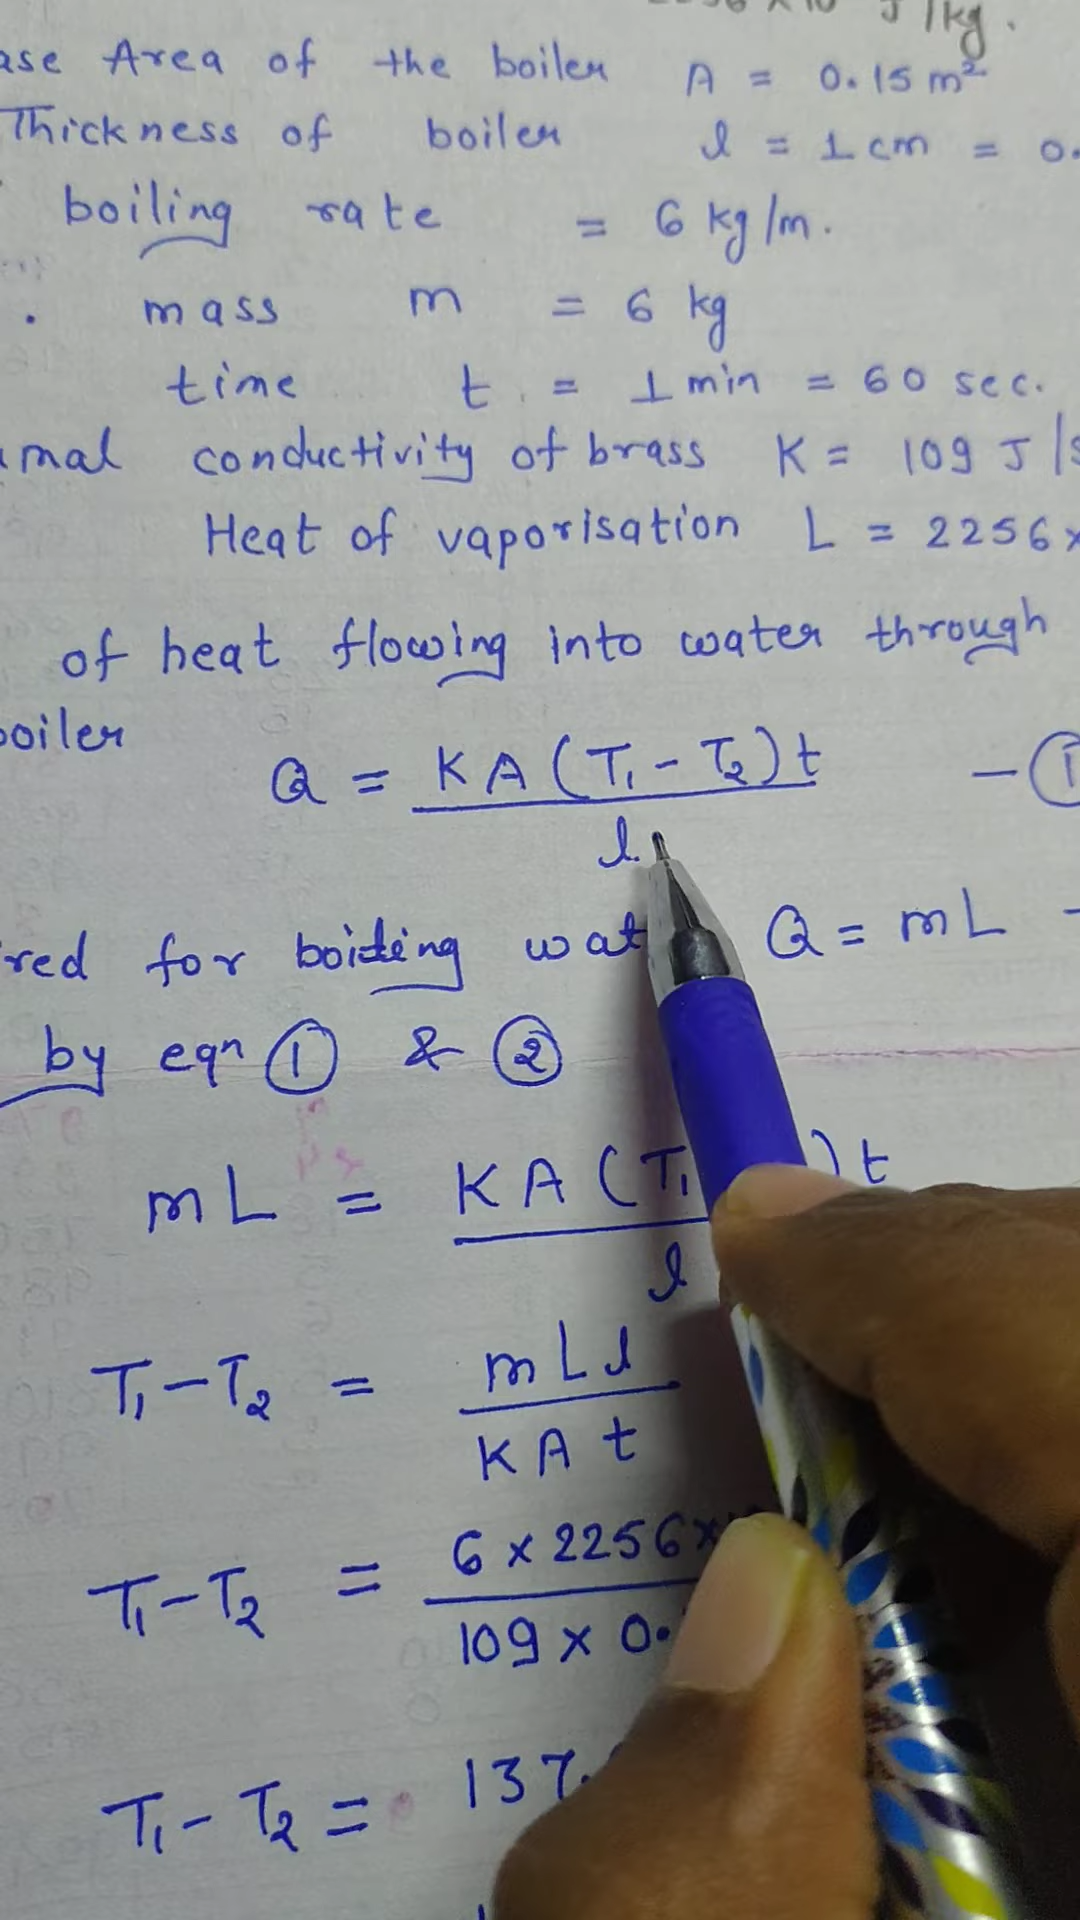 J/kg.
Area of the boiler A = 0.15 m²
Thickness of boiler l = 1 cm = 0.
boiling rate = 6 kg/m.
mass m = 6 kg
time t = 1 min = 60 sec.
mal conductivity of brass K = 109 J/s
Heat of vaporisation L = 2256×
of heat flowing into water through
oiler
Q = KA(T₁ - T₂)t / l - ①
red for boiling wat Q = mL -
by eqn ① & ②
mL = KA(T₁ )t / l
T₁ - T₂ = mLl / KAt
T₁ - T₂ = 6 × 2256× / 109 × 0.
T₁ - T₂ = 137.